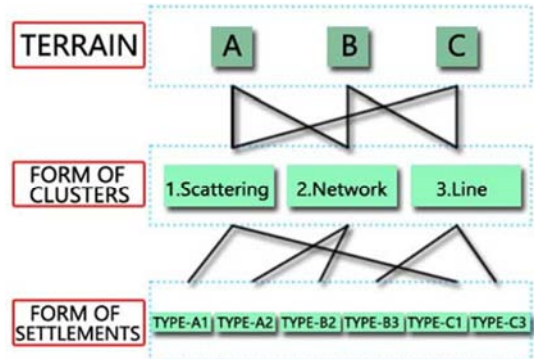 TERRAIN
A B C
FORM OF
CLUSTERS
1.Scattering 2.Network 3.Line
FORM OF
SETTLEMENTS
TYPE-A1 TYPE-A2 TYPE-B2 TYPE-B3 TYPE-C1 TYPE-C3